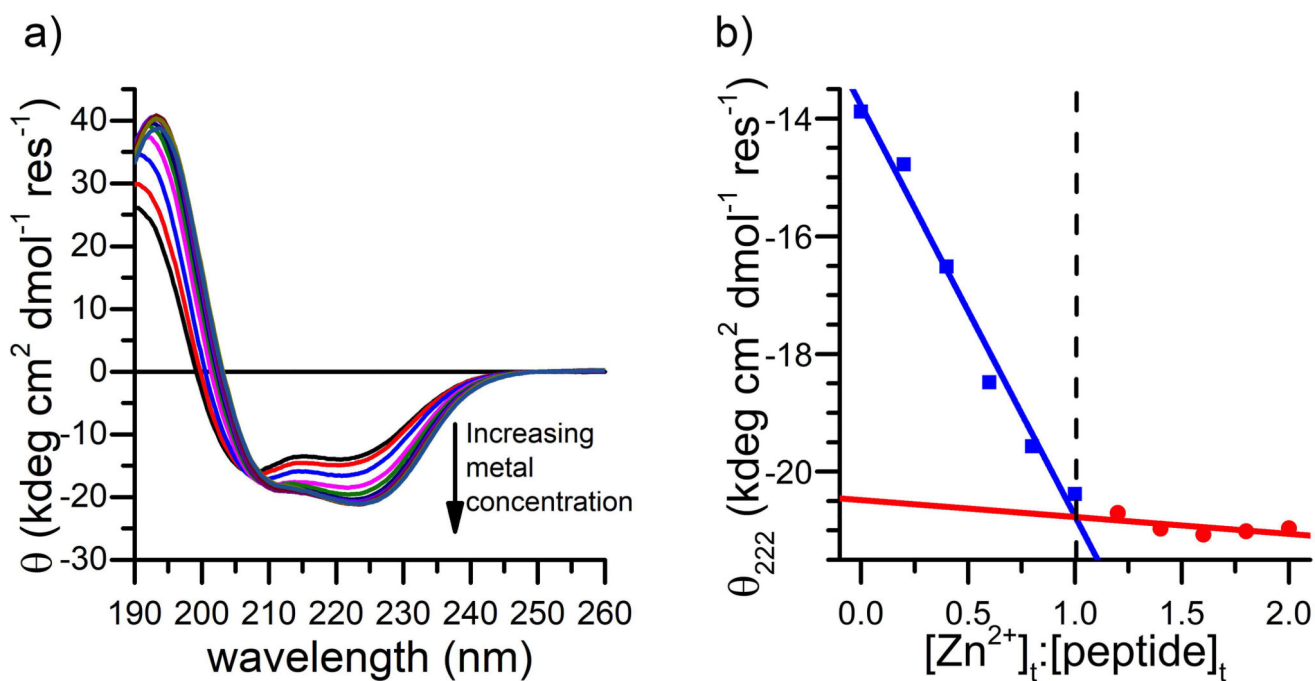 a)
θ (kdeg cm² dmol⁻¹ res⁻¹)
40
30
20
10
0
-10
-20
-30
Increasing
metal
concentration
190 200 210 220 230 240 250 260
wavelength (nm)
b)
θ₂₂₂ (kdeg cm² dmol⁻¹ res⁻¹)
-14
-16
-18
-20
0.0 0.5 1.0 1.5 2.0
[Zn²⁺]ₜ:[peptide]ₜ